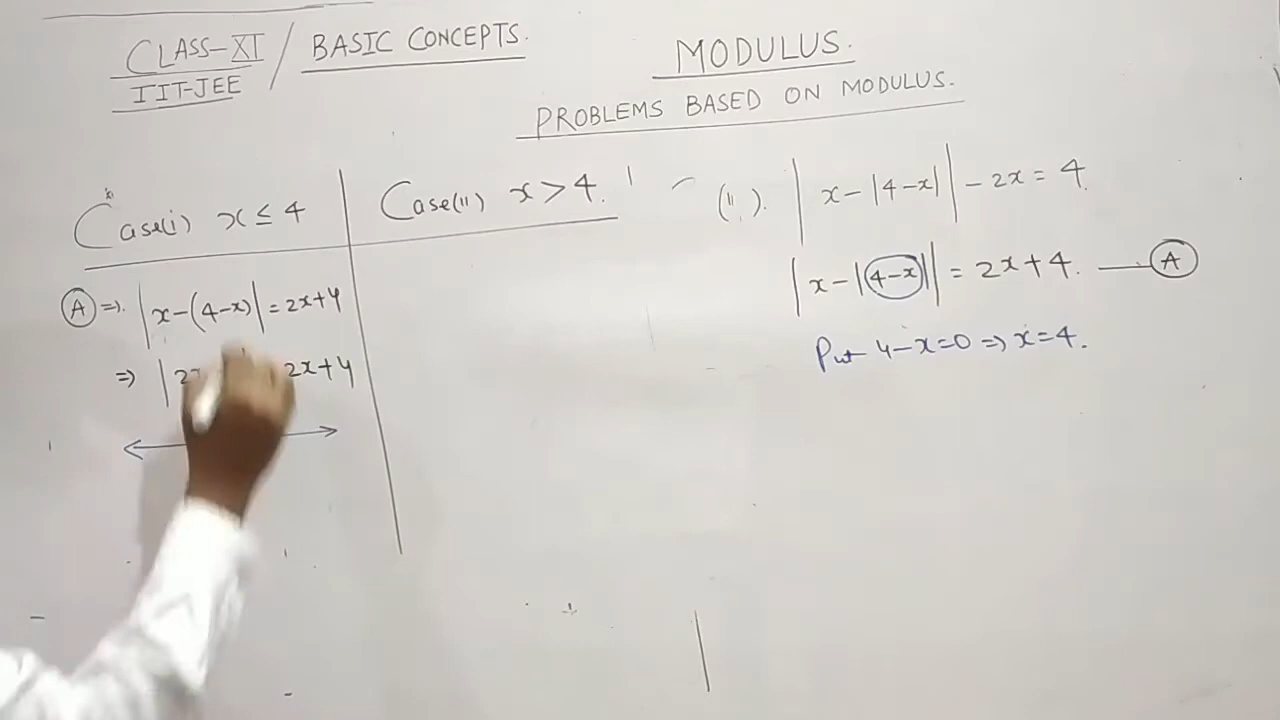 CLASS-XI / BASIC CONCEPTS.
IIT-JEE
MODULUS.
PROBLEMS BASED ON MODULUS.
Case(i) x ≤ 4
Case(ii) x > 4.
(A) ⇒ |x-(4-x)| = 2x+4
⇒ |2x = 2x+4
(ii). |x-|4-x|| - 2x = 4
|x-|4-x|| = 2x+4. — (A)
Put 4-x=0 ⇒ x=4.